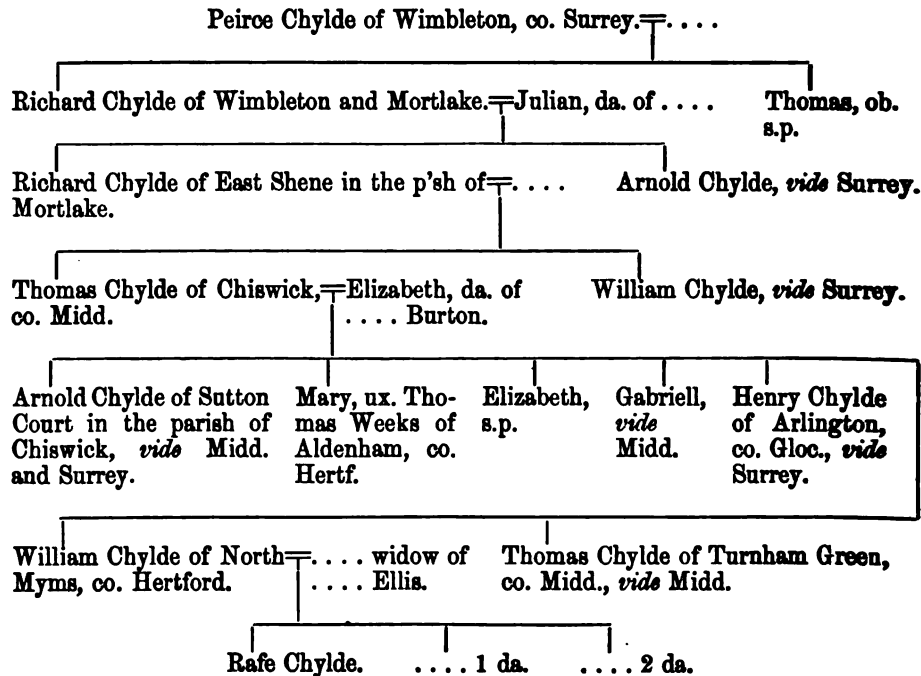 Peirce Chylde of Wimbleton, co. Surrey.=. . . .
Richard Chylde of Wimbleton and Mortlake.=Julian, da. of . . . .
Thomas, ob.
s.p.
Richard Chylde of East Shene in the p'sh of=. . . .
Mortlake.
Arnold Chylde, vide Surrey.
Thomas Chylde of Chiswick,=Elizabeth, da. of
co. Midd.
. . . . Burton.
William Chylde, vide Surrey.
Arnold Chylde of Sutton
Court in the parish of
Chiswick, vide Midd.
and Surrey.
Mary, ux. Tho-
mas Weeks of
Aldenham, co.
Hertf.
Elizabeth,
s.p.
Gabriell,
vide
Midd.
Henry Chylde
of Arlington,
co. Gloc., vide
Surrey.
William Chylde of North=. . . . widow of
Myms, co. Hertford.
. . . . Ellis.
Thomas Chylde of Turnham Green,
co. Midd., vide Midd.
Rafe Chylde.
. . . . 1 da.
. . . . 2 da.